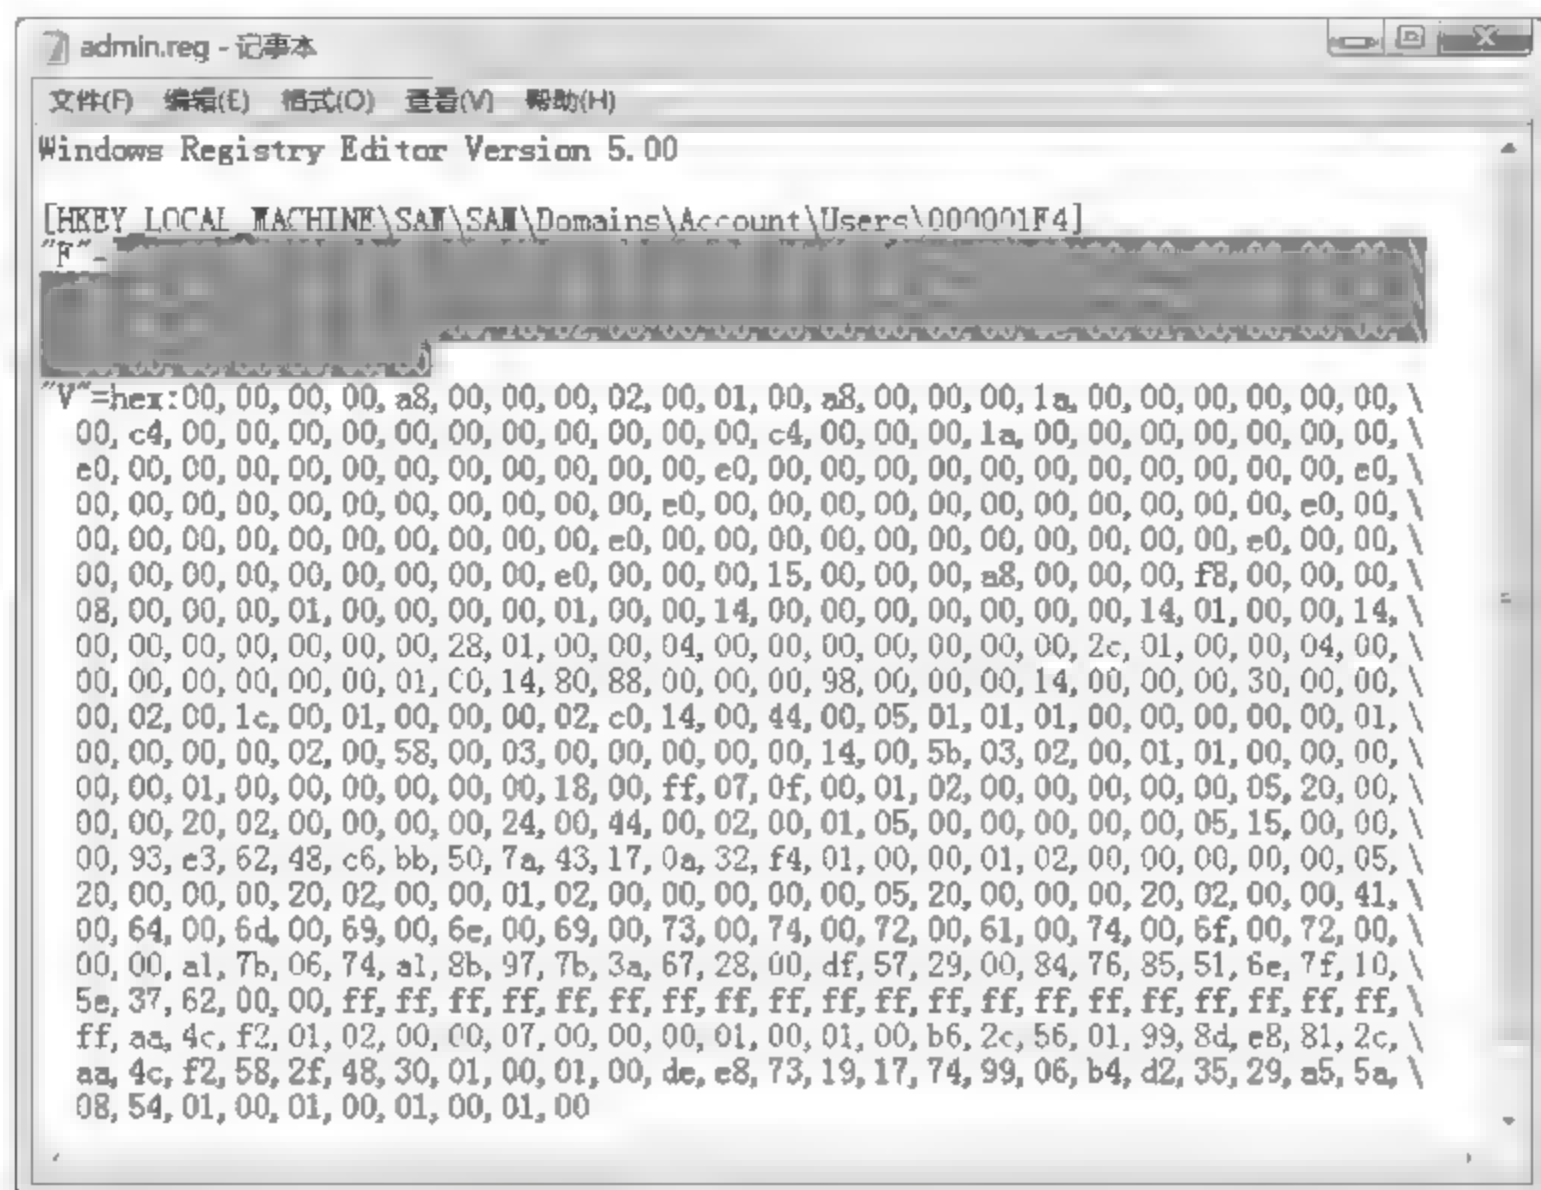 admin.reg - 记事本
文件(F) 编辑(E) 格式(O) 查看(V) 帮助(H)
Windows Registry Editor Version 5.00
[HKEY_LOCAL_MACHINE\SAM\SAM\Domains\Account\Users\000001F4]
"F"
"V"=hex:00,00,00,00,a8,00,00,00,02,00,01,00,a8,00,00,00,1a,00,00,00,00,00,00,\
00,c4,00,00,00,00,00,00,00,00,00,00,00,00,c4,00,00,00,1a,00,00,00,00,00,00,00,\
e0,00,00,00,00,00,00,00,00,00,00,00,e0,00,00,00,00,00,00,00,00,00,00,00,e0,\
00,00,00,00,00,00,00,00,00,00,00,e0,00,00,00,00,00,00,00,00,00,00,00,e0,00,\
00,00,00,00,00,00,00,00,00,00,e0,00,00,00,00,00,00,00,00,00,00,00,e0,00,00,\
00,00,00,00,00,00,00,00,00,e0,00,00,00,15,00,00,00,a8,00,00,00,f8,00,00,00,\
08,00,00,00,01,00,00,00,00,01,00,00,14,00,00,00,00,00,00,00,14,01,00,00,14,\
00,00,00,00,00,00,00,28,01,00,00,04,00,00,00,00,00,00,00,2c,01,00,00,04,00,\
00,00,00,00,00,00,01,00,14,80,88,00,00,00,98,00,00,00,14,00,00,00,30,00,00,\
00,02,00,1c,00,01,00,00,00,02,c0,14,00,44,00,05,01,01,01,00,00,00,00,00,01,\
00,00,00,00,02,00,58,00,03,00,00,00,00,00,14,00,5b,03,02,00,01,01,00,00,00,\
00,00,01,00,00,00,00,00,00,18,00,ff,07,0f,00,01,02,00,00,00,00,00,05,20,00,\
00,00,20,02,00,00,00,00,24,00,44,00,02,00,01,05,00,00,00,00,00,05,15,00,00,\
00,93,e3,62,48,c6,bb,50,7a,43,17,0a,32,f4,01,00,00,01,02,00,00,00,00,00,05,\
20,00,00,00,20,02,00,00,01,02,00,00,00,00,00,05,20,00,00,00,20,02,00,00,41,\
00,64,00,6d,00,69,00,6e,00,69,00,73,00,74,00,72,00,61,00,74,00,6f,00,72,00,\
00,00,a1,7b,06,74,a1,8b,97,7b,3a,67,28,00,df,57,29,00,84,76,85,51,6e,7f,10,\
5e,37,62,00,00,ff,ff,ff,ff,ff,ff,ff,ff,ff,ff,ff,ff,ff,ff,ff,ff,ff,ff,ff,ff,\
ff,aa,4c,f2,01,02,00,00,07,00,00,00,01,00,01,00,b6,2c,56,01,99,8d,e8,81,2c,\
aa,4c,f2,58,2f,48,30,01,00,01,00,de,e8,73,19,17,74,99,06,b4,d2,35,29,a5,5a,\
08,54,01,00,01,00,01,00,01,00